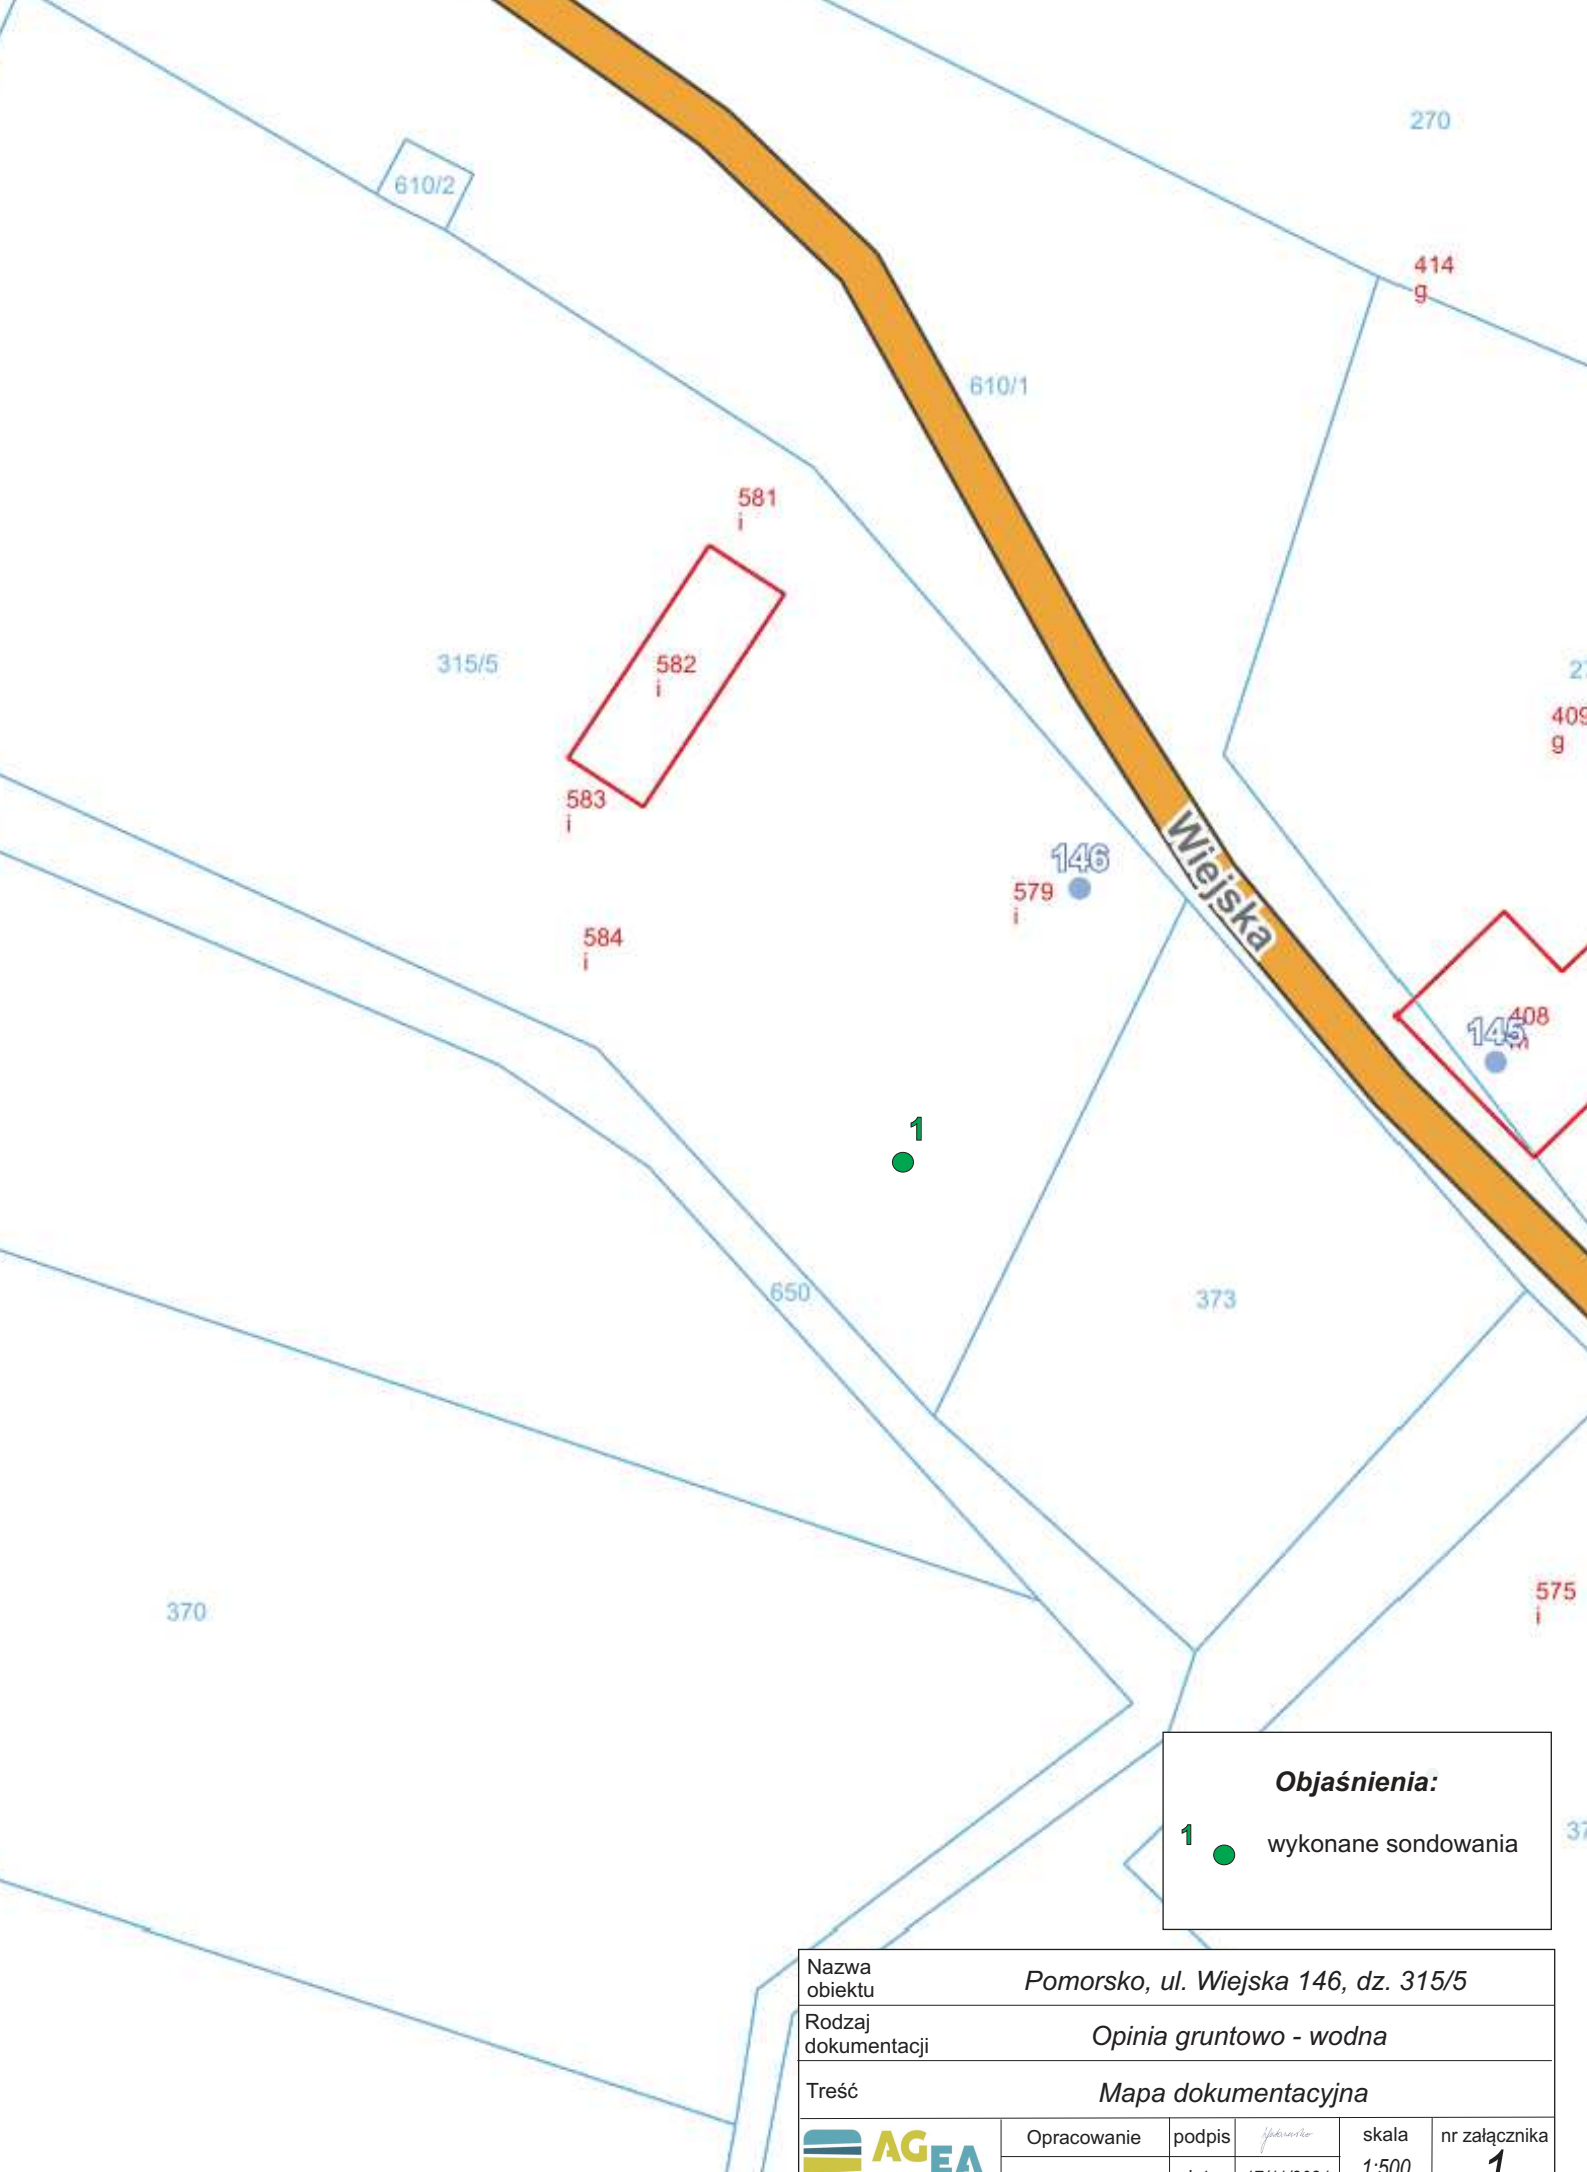 270
610/2
414
g
610/1
581
i
315/5
582
i
409
g
583
i
Wiejska
146
579
i
584
i
408
145
m
1
650
373
370
575
i
Objaśnienia:
1 wykonane sondowania
Nazwa obiektu
Pomorsko, ul. Wiejska 146, dz. 315/5
Rodzaj dokumentacji
Opinia gruntowo - wodna
Treść
Mapa dokumentacyjna
AGEA
Opracowanie
podpis
skala
1:500
nr załącznika
1